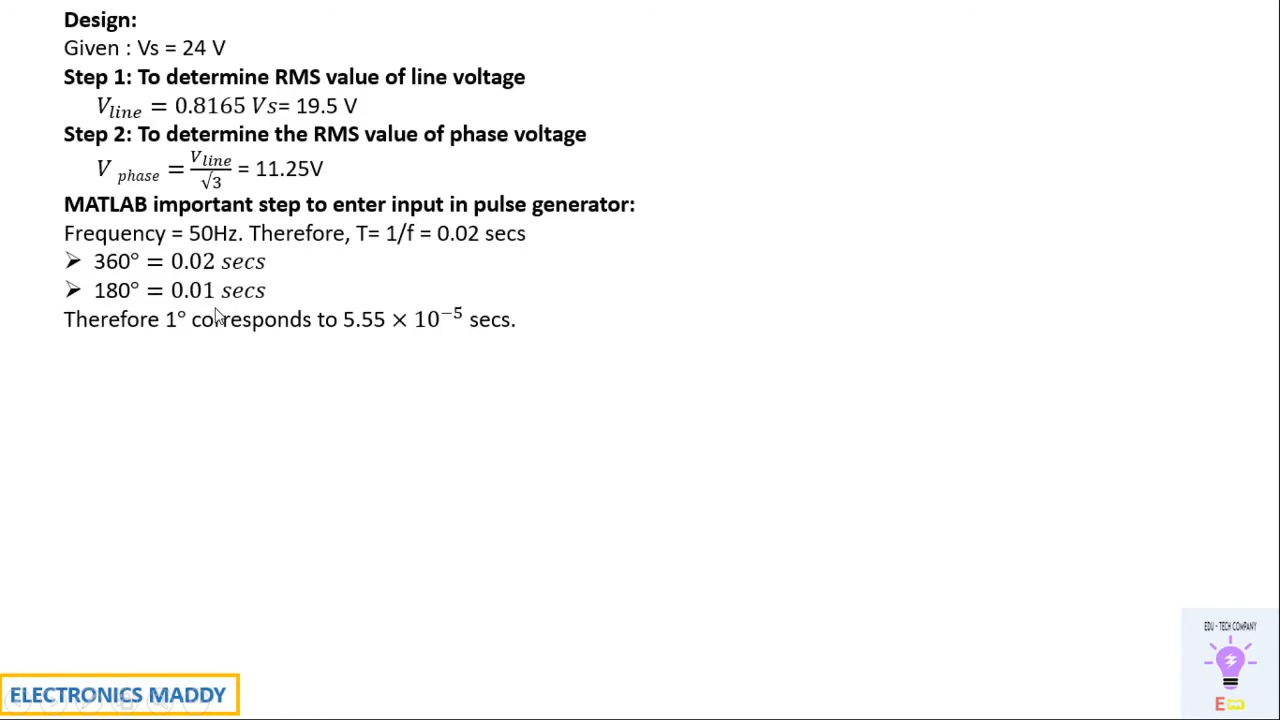 Design:
Given : Vs = 24 V
Step 1: To determine RMS value of line voltage
V_line = 0.8165 Vs= 19.5 V
Step 2: To determine the RMS value of phase voltage
V_phase = V_line/√3 = 11.25V
MATLAB important step to enter input in pulse generator:
Frequency = 50Hz. Therefore, T= 1/f = 0.02 secs
➢ 360° = 0.02 secs
➢ 180° = 0.01 secs
Therefore 1° corresponds to 5.55 × 10⁻⁵ secs.
EDU - TECH COMPANY
Em
ELECTRONICS MADDY